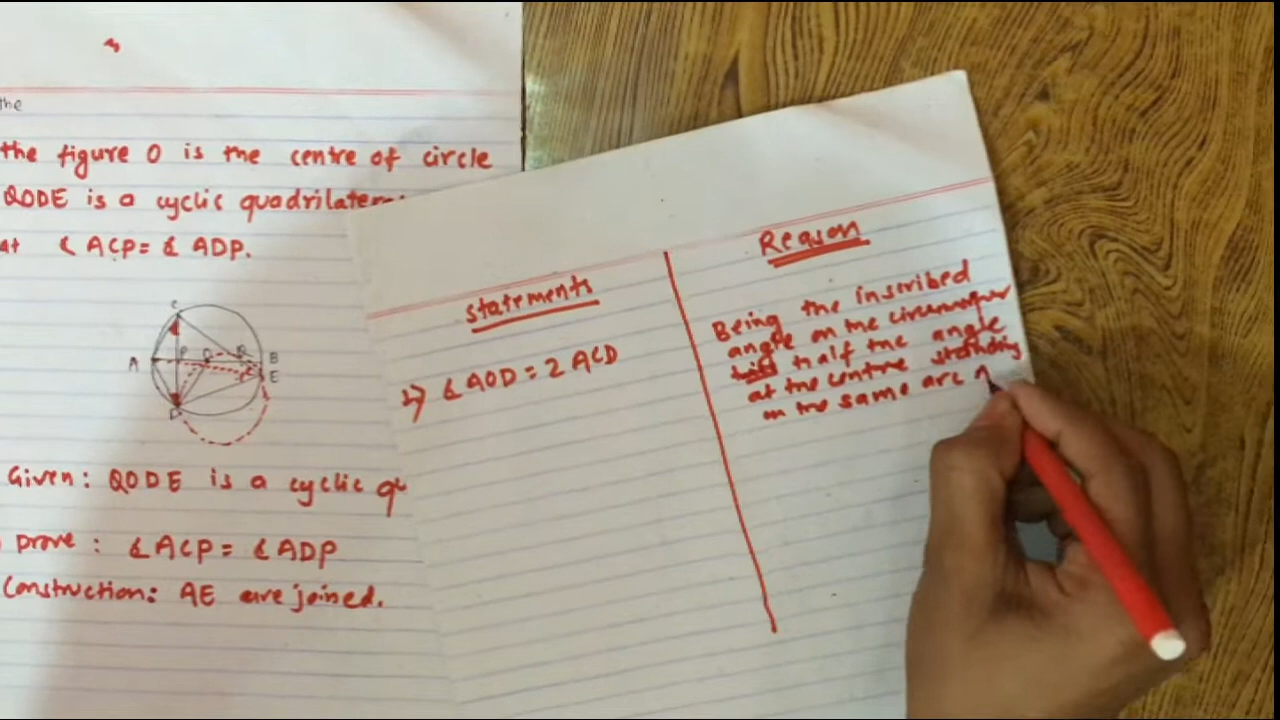 the
the figure O is the centre of circle
QODE is a cyclic
at ∠ACP = ∠ADP.
C
A P O Q B
E
D
Given: QODE is a cyclic
prove : ∠ACP = ∠ADP
Construction: AE are joined.
Statements
1) ∠AOD = 2 ACD
Reason
Being the inscribed
angle on the
half the angle
at the centre standing
on the same arc